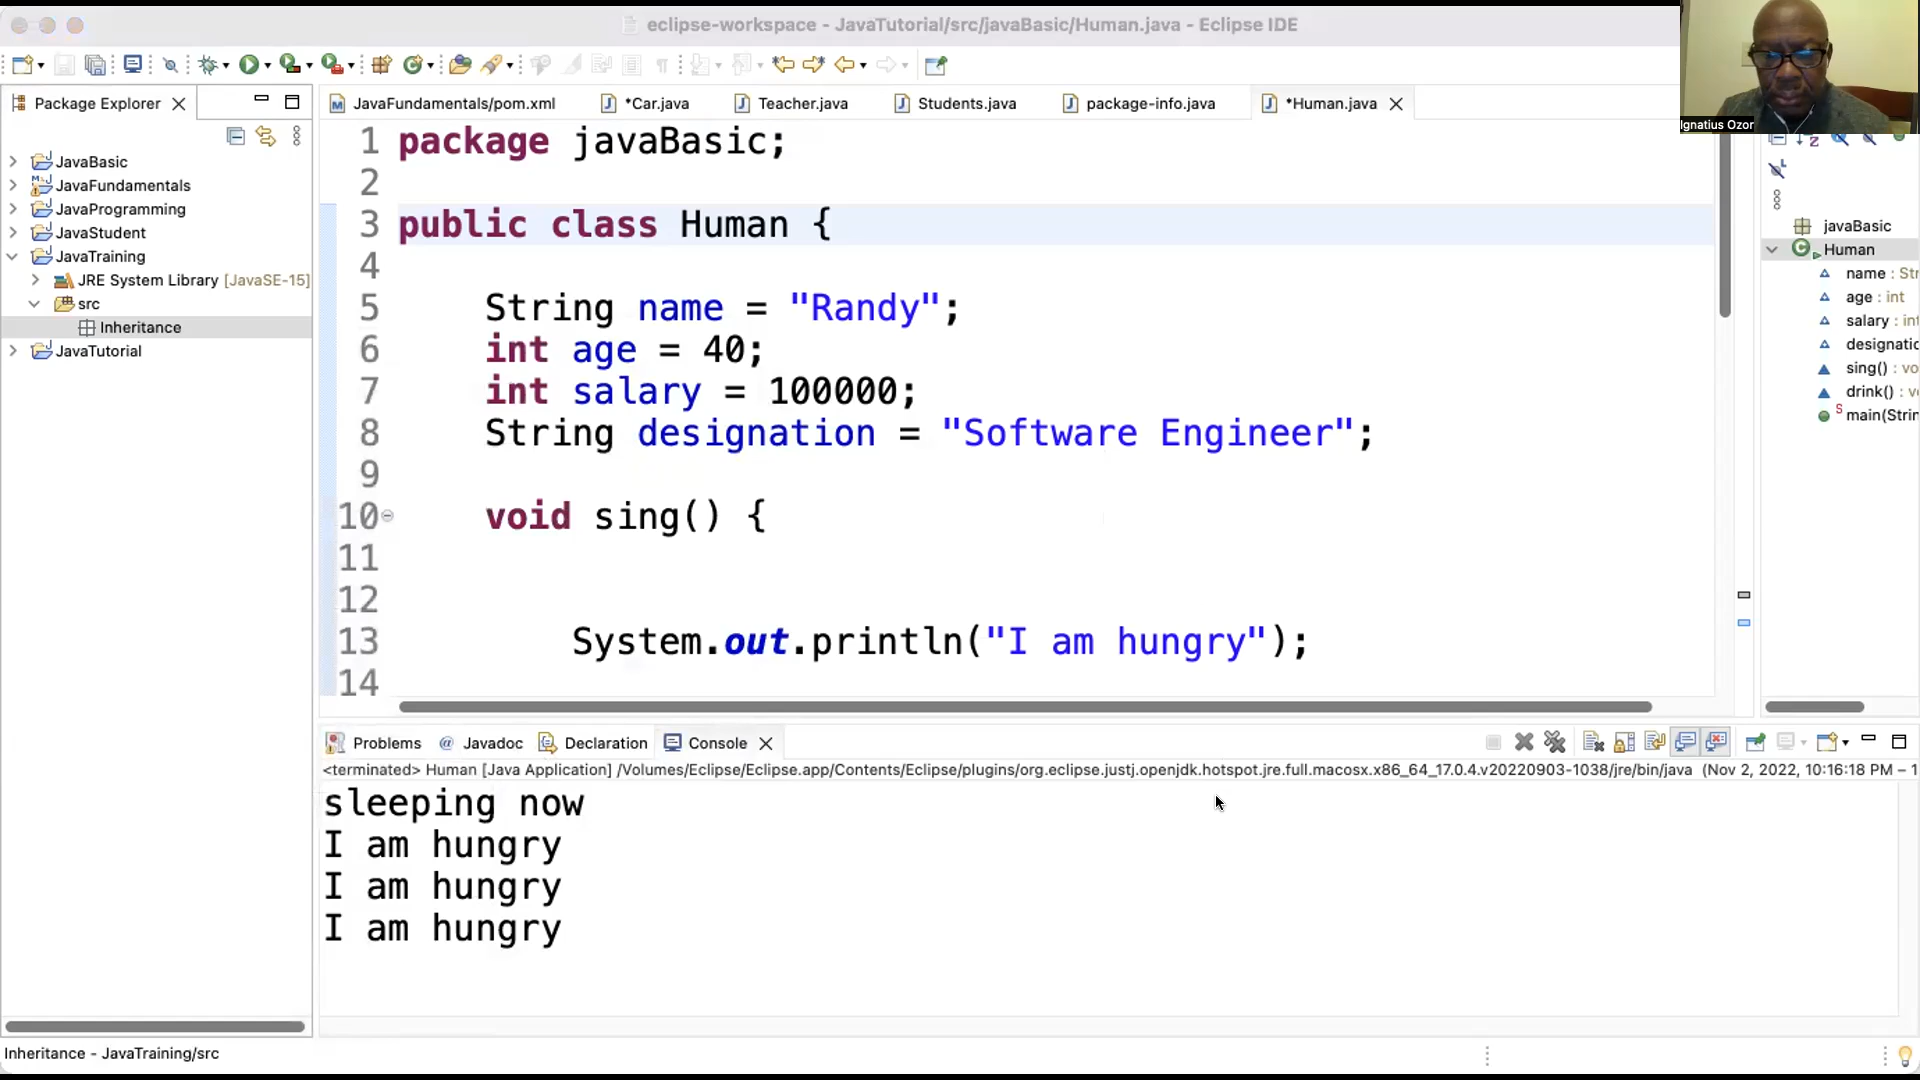 eclipse-workspace - JavaTutorial/src/javaBasic/Human.java - Eclipse IDE
Ignatius Ozor
Package Explorer
JavaBasic
JavaFundamentals
JavaProgramming
JavaStudent
JavaTraining
JRE System Library [JavaSE-15]
src
Inheritance
JavaTutorial
JavaFundamentals/pom.xml
*Car.java
Teacher.java
Students.java
package-info.java
*Human.java
1 package javaBasic;
2
3 public class Human {
4
5 String name = "Randy";
6 int age = 40;
7 int salary = 100000;
8 String designation = "Software Engineer";
9
10 void sing() {
11
12
13 System.out.println("I am hungry");
14
javaBasic
Human
name : Str
age : int
salary : int
designatic
sing() : vo
drink() : v
main(Strin
Problems
@ Javadoc
Declaration
Console
<terminated> Human [Java Application] /Volumes/Eclipse/Eclipse.app/Contents/Eclipse/plugins/org.eclipse.justj.openjdk.hotspot.jre.full.macosx.x86_64_17.0.4.v20220903-1038/jre/bin/java (Nov 2, 2022, 10:16:18 PM – 1
sleeping now
I am hungry
I am hungry
I am hungry
Inheritance - JavaTraining/src